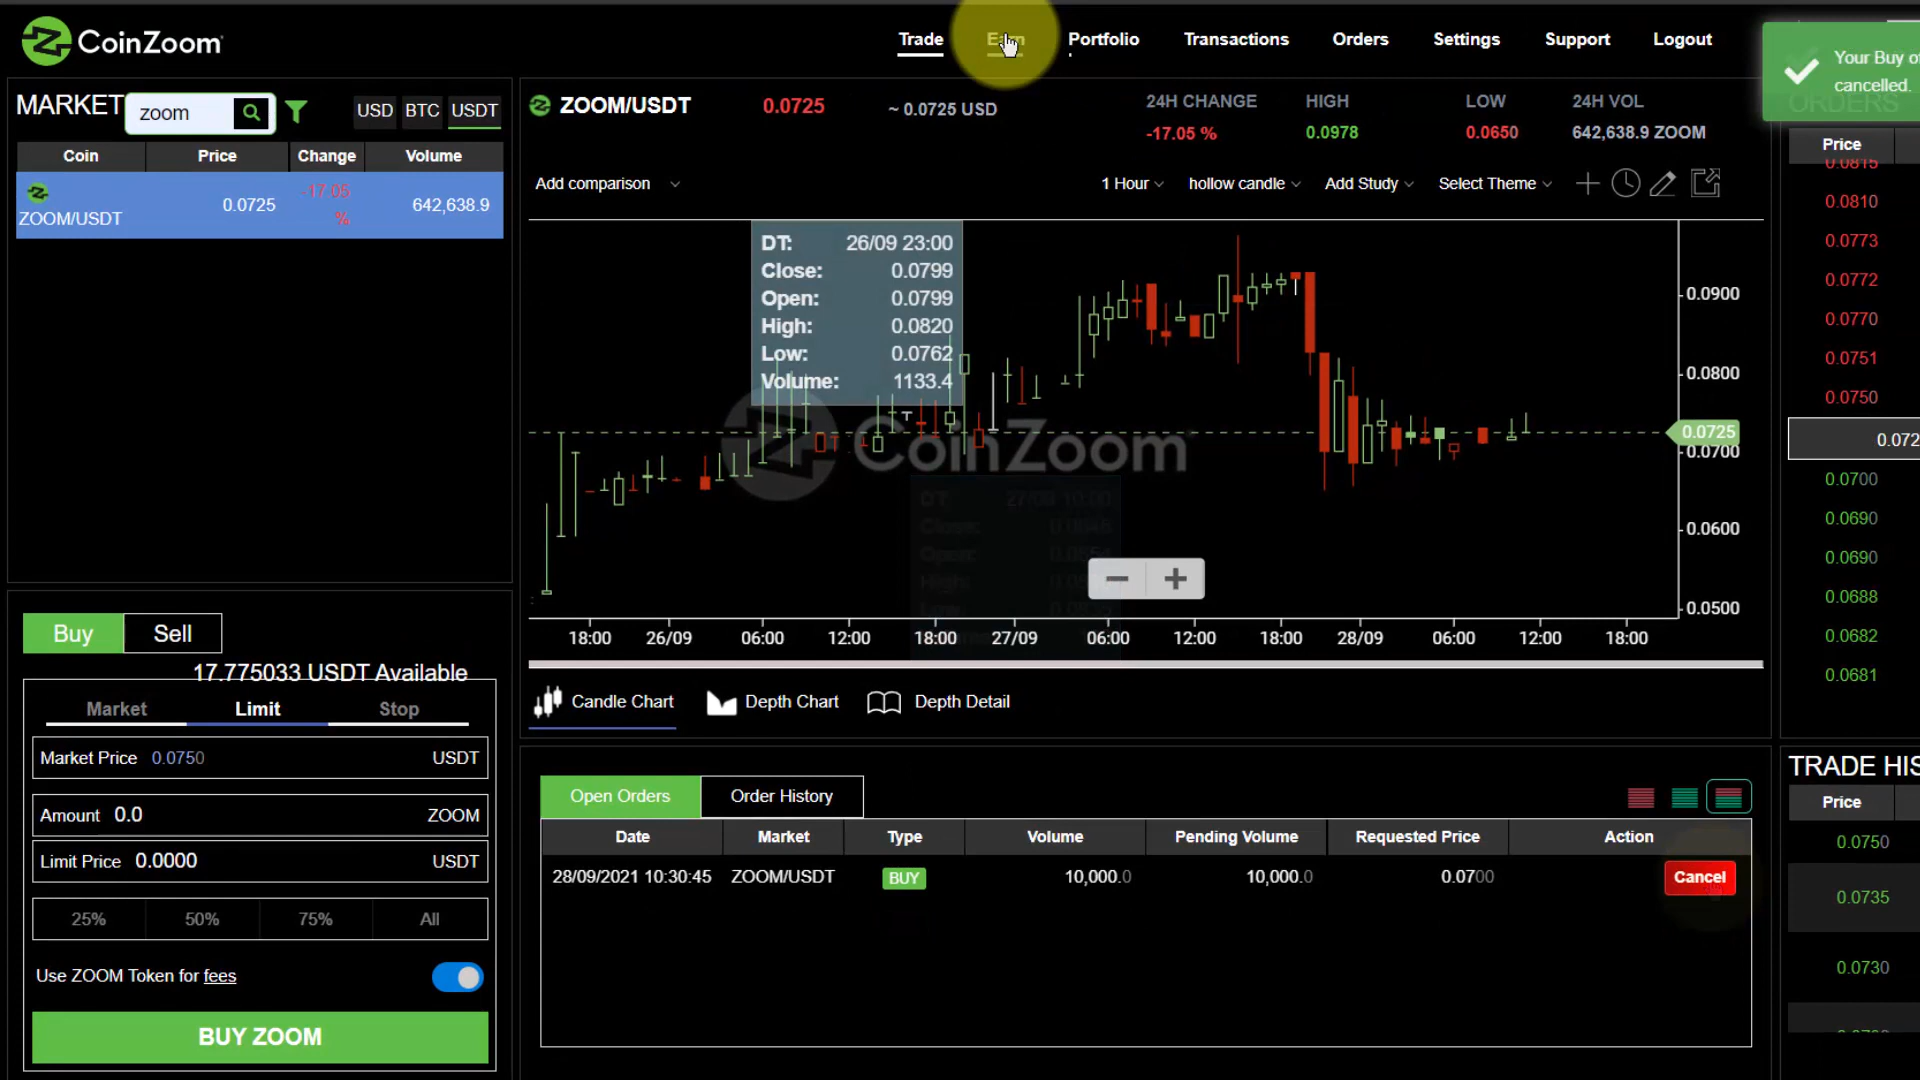 CoinZoom
Trade Earn Portfolio Transactions Orders Settings Support Logout
Your Buy
cancelled.
MARKET zoom USD BTC USDT
Coin Price Change Volume
ZOOM/USDT 0.0725 -17.05 % 642,638.9
ZOOM/USDT 0.0725 ~ 0.0725 USD
24H CHANGE HIGH LOW 24H VOL
-17.05 % 0.0978 0.0650 642,638.9 ZOOM
Add comparison 1 Hour hollow candle Add Study Select Theme
DT: 26/09 23:00
Close: 0.0799
Open: 0.0799
High: 0.0820
Low: 0.0762
Volume: 1133.4
CoinZoom
0.0900
0.0800
0.0725
0.0700
0.0600
0.0500
18:00 26/09 06:00 12:00 18:00 27/09 06:00 12:00 18:00 28/09 06:00 12:00 18:00
Candle Chart Depth Chart Depth Detail
ORDERS
Price
0.0815
0.0810
0.0773
0.0772
0.0770
0.0751
0.0750
0.072
0.0700
0.0690
0.0690
0.0688
0.0682
0.0681
Buy Sell
17.775033 USDT Available
Market Limit Stop
Market Price 0.0750 USDT
Amount 0.0 ZOOM
Limit Price 0.0000 USDT
25% 50% 75% All
Use ZOOM Token for fees
BUY ZOOM
Open Orders Order History
Date Market Type Volume Pending Volume Requested Price Action
28/09/2021 10:30:45 ZOOM/USDT BUY 10,000.0 10,000.0 0.0700 Cancel
TRADE HIS
Price
0.0750
0.0735
0.0730